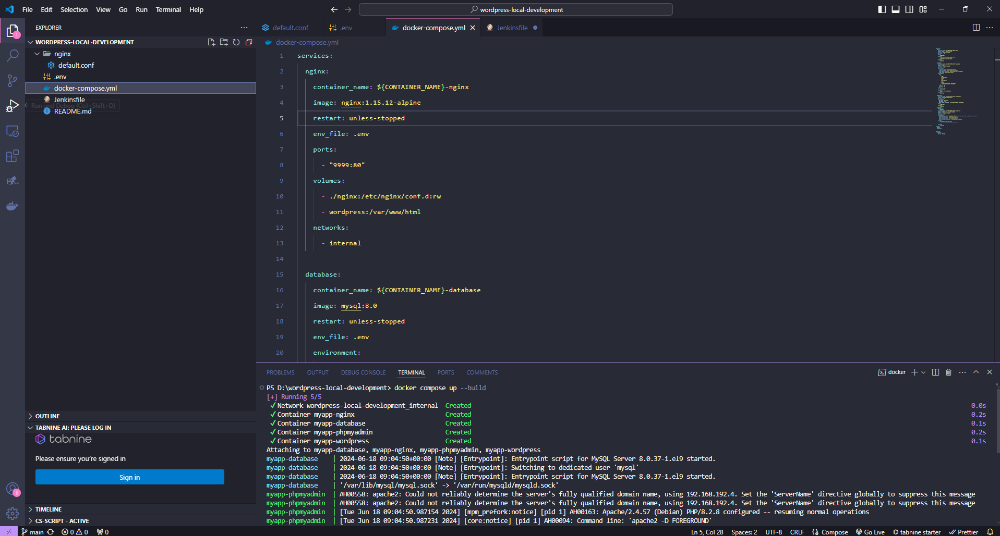 File Edit Selection View Go Run Terminal Help
wordpress-local-development
EXPLORER
WORDPRESS-LOCAL-DEVELOPMENT
nginx
default.conf
.env
docker-compose.yml
Jenkinsfile
Run and Debug (Ctrl+Shift+D)
README.md
OUTLINE
TABNINE AI: PLEASE LOG IN
tabnine
Please ensure you're signed in
Sign in
TIMELINE
CS-SCRIPT - ACTIVE
1
1
default.conf .env docker-compose.yml Jenkinsfile
docker-compose.yml
1 services:
2 nginx:
3 container_name: ${CONTAINER_NAME}-nginx
4 image: nginx:1.15.12-alpine
5 restart: unless-stopped
6 env_file: .env
7 ports:
8 - "9999:80"
9 volumes:
10 - ./nginx:/etc/nginx/conf.d:rw
11 - wordpress:/var/www/html
12 networks:
13 - internal
14
15 database:
16 container_name: ${CONTAINER_NAME}-database
17 image: mysql:8.0
18 restart: unless-stopped
19 env_file: .env
20 environment:
PROBLEMS OUTPUT DEBUG CONSOLE TERMINAL PORTS COMMENTS
docker
PS D:\wordpress-local-development> docker compose up --build
[+] Running 5/5
✔ Network wordpress-local-development_internal Created 0.0s
✔ Container myapp-nginx Created 0.2s
✔ Container myapp-database Created 0.1s
✔ Container myapp-phpmyadmin Created 0.2s
✔ Container myapp-wordpress Created 0.1s
Attaching to myapp-database, myapp-nginx, myapp-phpmyadmin, myapp-wordpress
myapp-database | 2024-06-18 09:04:50+00:00 [Note] [Entrypoint]: Entrypoint script for MySQL Server 8.0.37-1.el9 started.
myapp-database | 2024-06-18 09:04:50+00:00 [Note] [Entrypoint]: Switching to dedicated user 'mysql'
myapp-database | 2024-06-18 09:04:50+00:00 [Note] [Entrypoint]: Entrypoint script for MySQL Server 8.0.37-1.el9 started.
myapp-database | '/var/lib/mysql/mysql.sock' -> '/var/run/mysqld/mysqld.sock'
myapp-phpmyadmin | AH00558: apache2: Could not reliably determine the server's fully qualified domain name, using 192.168.192.4. Set the 'ServerName' directive globally to suppress this message
myapp-phpmyadmin | AH00558: apache2: Could not reliably determine the server's fully qualified domain name, using 192.168.192.4. Set the 'ServerName' directive globally to suppress this message
myapp-phpmyadmin | [Tue Jun 18 09:04:50.987154 2024] [mpm_prefork:notice] [pid 1] AH00163: Apache/2.4.57 (Debian) PHP/8.2.8 configured -- resuming normal operations
myapp-phpmyadmin | [Tue Jun 18 09:04:50.987231 2024] [core:notice] [pid 1] AH00094: Command line: 'apache2 -D FOREGROUND'
main 0 0 0 Ln 5, Col 28 Spaces: 2 UTF-8 CRLF Compose Go Live tabnine starter Prettier